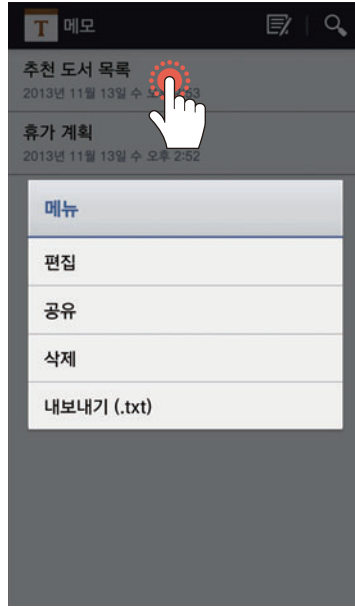 T 메모
추천 도서 목록
2013년 11월 13일 수 53
휴가 계획
2013년 11월 13일 수 오후 2:52
메뉴
편집
공유
삭제
내보내기 (.txt)